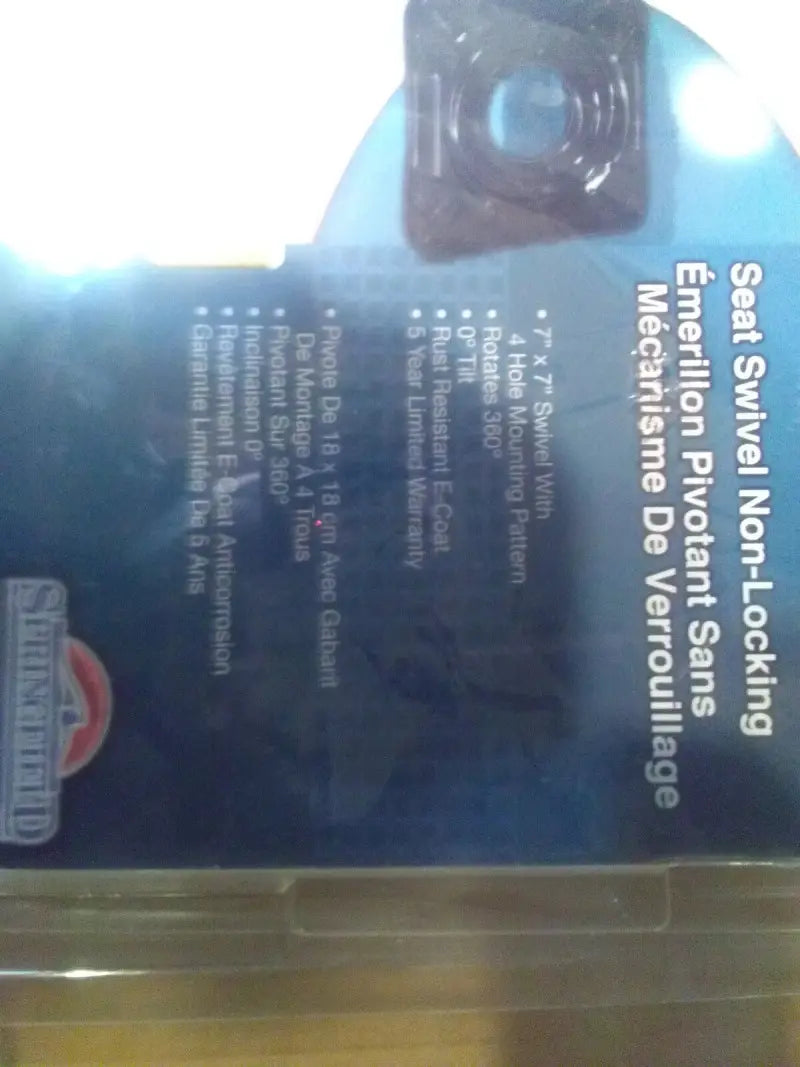 Seat Swivel Non-Locking
Émerillon Pivotant Sans
Mécanisme De Verrouillage
• 7" x 7" Swivel With
4 Hole Mounting Pattern
• Rotates 360°
• 0° Tilt
• Rust Resistant E-Coat
• 5 Year Limited Warranty
• Pivote De 18 x 18 cm Avec Gabarit
De Montage À 4 Trous
• Pivotant Sur 360°
• Inclinaison 0°
• Revêtement E-Coat Anticorrosion
• Garantie Limitée De 5 Ans
SPRINGFIELD